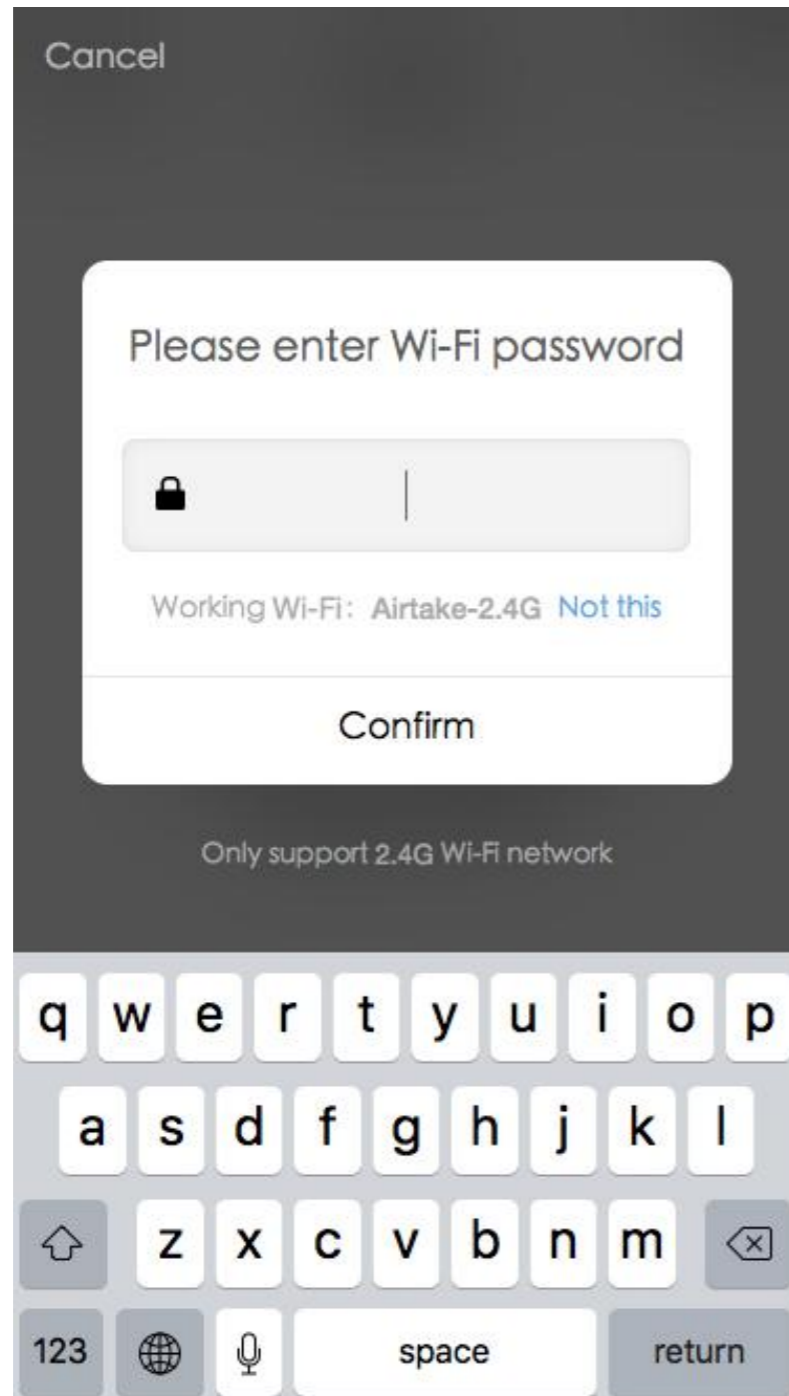 Cancel
Please enter Wi-Fi password
Working Wi-Fi: Airtake-2.4G Not this
Confirm
Only support 2.4G Wi-Fi network
q w e r t y u i o p
a s d f g h j k l
z x c v b n m
123 space return